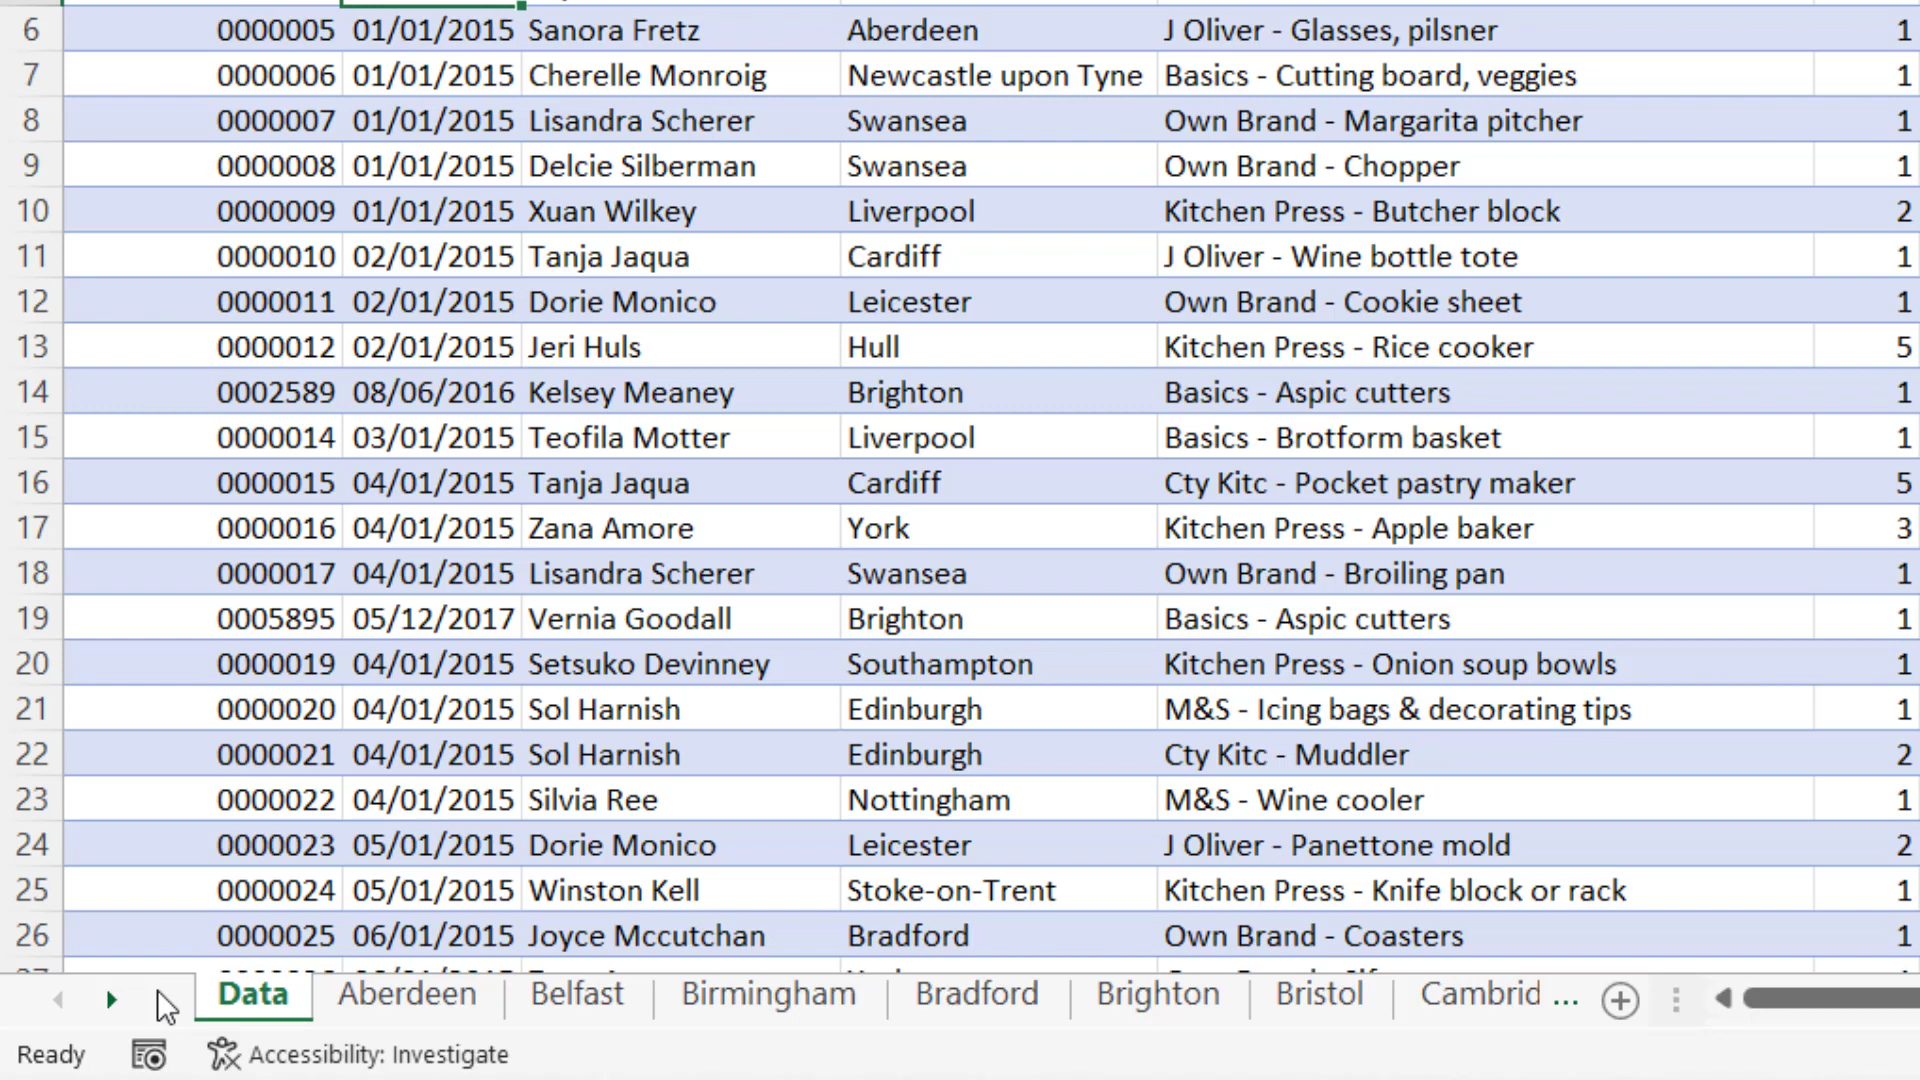 6 0000005 01/01/2015 Sanora Fretz Aberdeen J Oliver - Glasses, pilsner 1
7 0000006 01/01/2015 Cherelle Monroig Newcastle upon Tyne Basics - Cutting board, veggies 1
8 0000007 01/01/2015 Lisandra Scherer Swansea Own Brand - Margarita pitcher 1
9 0000008 01/01/2015 Delcie Silberman Swansea Own Brand - Chopper 1
10 0000009 01/01/2015 Xuan Wilkey Liverpool Kitchen Press - Butcher block 2
11 0000010 02/01/2015 Tanja Jaqua Cardiff J Oliver - Wine bottle tote 1
12 0000011 02/01/2015 Dorie Monico Leicester Own Brand - Cookie sheet 1
13 0000012 02/01/2015 Jeri Huls Hull Kitchen Press - Rice cooker 5
14 0002589 08/06/2016 Kelsey Meaney Brighton Basics - Aspic cutters 1
15 0000014 03/01/2015 Teofila Motter Liverpool Basics - Brotform basket 1
16 0000015 04/01/2015 Tanja Jaqua Cardiff Cty Kitc - Pocket pastry maker 5
17 0000016 04/01/2015 Zana Amore York Kitchen Press - Apple baker 3
18 0000017 04/01/2015 Lisandra Scherer Swansea Own Brand - Broiling pan 1
19 0005895 05/12/2017 Vernia Goodall Brighton Basics - Aspic cutters 1
20 0000019 04/01/2015 Setsuko Devinney Southampton Kitchen Press - Onion soup bowls 1
21 0000020 04/01/2015 Sol Harnish Edinburgh M&S - Icing bags & decorating tips 1
22 0000021 04/01/2015 Sol Harnish Edinburgh Cty Kitc - Muddler 2
23 0000022 04/01/2015 Silvia Ree Nottingham M&S - Wine cooler 1
24 0000023 05/01/2015 Dorie Monico Leicester J Oliver - Panettone mold 2
25 0000024 05/01/2015 Winston Kell Stoke-on-Trent Kitchen Press - Knife block or rack 1
26 0000025 06/01/2015 Joyce Mccutchan Bradford Own Brand - Coasters 1
Data Aberdeen Belfast Birmingham Bradford Brighton Bristol Cambrid ...
Ready Accessibility: Investigate